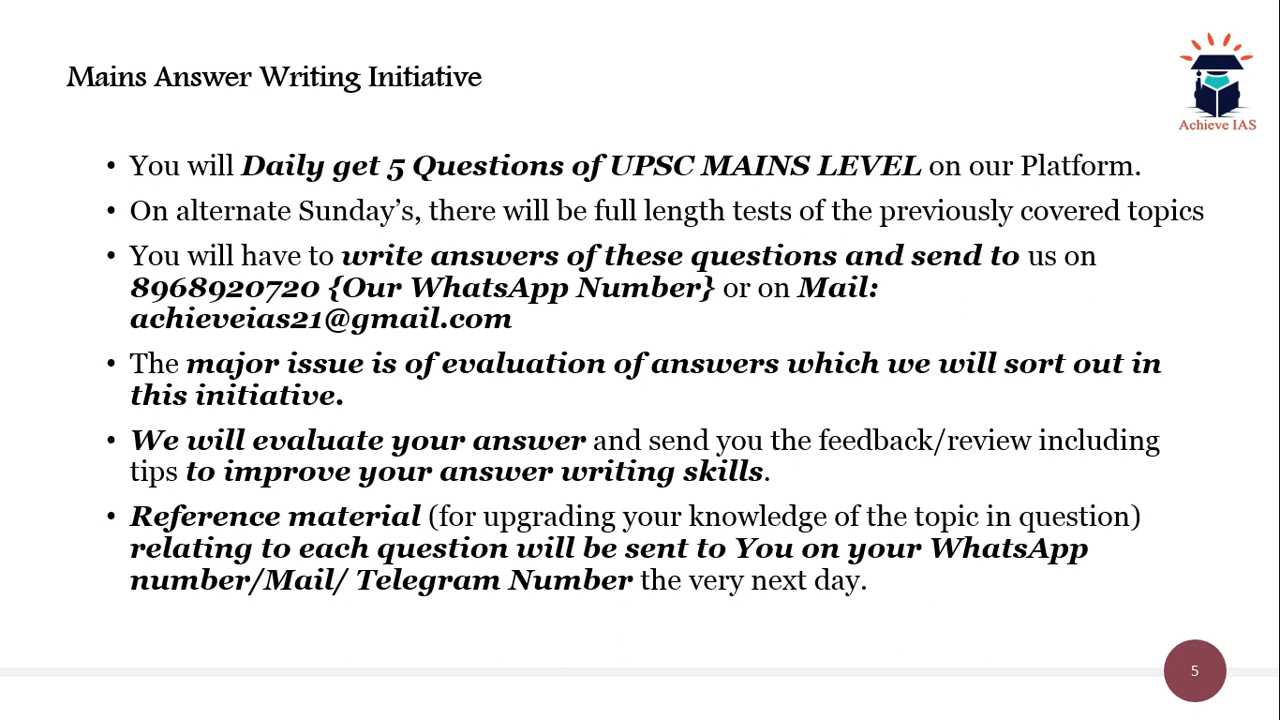 Mains Answer Writing Initiative
Achieve IAS
• You will Daily get 5 Questions of UPSC MAINS LEVEL on our Platform.
• On alternate Sunday’s, there will be full length tests of the previously covered topics
• You will have to write answers of these questions and send to us on
8968920720 {Our WhatsApp Number} or on Mail:
achieveias21@gmail.com
• The major issue is of evaluation of answers which we will sort out in
this initiative.
• We will evaluate your answer and send you the feedback/review including
tips to improve your answer writing skills.
• Reference material (for upgrading your knowledge of the topic in question)
relating to each question will be sent to You on your WhatsApp
number/Mail/ Telegram Number the very next day.
5